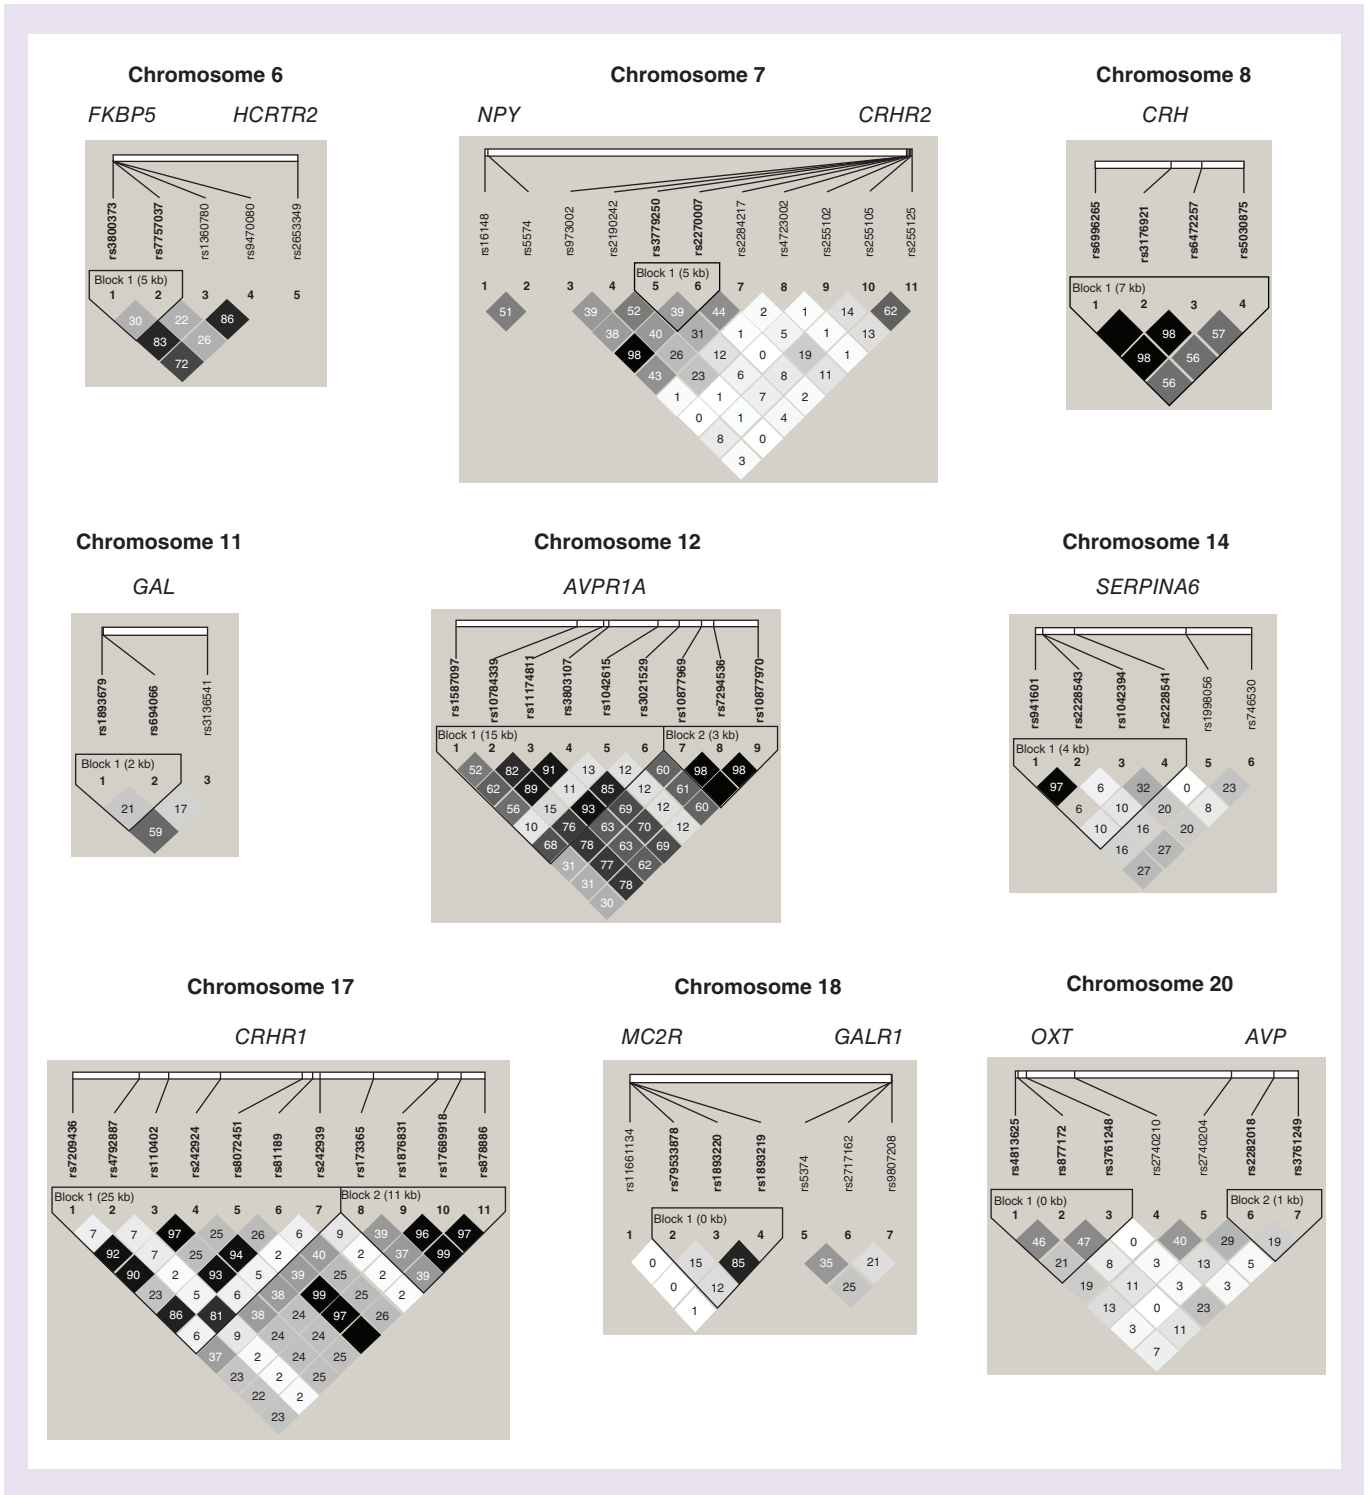 Chromosome 6
FKBP5 HCRTR2
rs3800373 rs7757037 rs1360780 rs9470080 rs2653349
Block 1 (5 kb)
1 2 3 4 5
30 22 86
83 26
72
Chromosome 7
NPY CRHR2
rs16148 rs5574 rs973002 rs2190242 rs3779250 rs2270007 rs2284217 rs4723002 rs255102 rs255105 rs255125
Block 1 (5 kb)
1 2 3 4 5 6 7 8 9 10 11
51 39 52 39 44 2 1 14 62
38 40 31 1 5 1 13
98 26 12 0 19 1
43 23 6 8 11
1 1 7 2
0 1 4
8 0
3
Chromosome 8
CRH
rs6996265 rs3176921 rs6472257 rs5030875
Block 1 (7 kb)
1 2 3 4
98 57
98 56
56
Chromosome 11
GAL
rs1893679 rs694066 rs3136541
Block 1 (2 kb)
1 2 3
21 17
59
Chromosome 12
AVPR1A
rs1587097 rs10784339 rs11174811 rs3803107 rs1042615 rs3021529 rs10877969 rs7294536 rs10877970
Block 1 (15 kb) Block 2 (3 kb)
1 2 3 4 5 6 7 8 9
52 82 91 13 12 60 98 98
62 89 11 85 12 61
56 15 93 69 12 60
10 76 63 70 12
68 78 63 69
31 77 62
31 78
30
Chromosome 14
SERPINA6
rs941601 rs2228543 rs1042394 rs2228541 rs1998056 rs746530
Block 1 (4 kb)
1 2 3 4 5 6
97 6 32 0 23
6 10 20 8
10 16 20
16 27
27
Chromosome 17
CRHR1
rs7209436 rs4792887 rs110402 rs242924 rs8072451 rs81189 rs242939 rs173365 rs1876831 rs17689918 rs878886
Block 1 (25 kb) Block 2 (11 kb)
1 2 3 4 5 6 7 8 9 10 11
7 7 97 25 26 6 9 39 96 97
92 7 25 94 2 40 2 37 99
90 2 93 5 39 25 2 39
23 5 6 38 99 25 2
86 81 38 24 97 26
6 9 24 24
37 2 24 25
23 2 25
22 2
23
Chromosome 18
MC2R GALR1
rs11661134 rs79533878 rs1893220 rs1893219 rs5374 rs2717162 rs9807208
Block 1 (0 kb)
1 2 3 4 5 6 7
0 15 85 35 21
0 12 25
1
Chromosome 20
OXT AVP
rs4813625 rs877172 rs3761248 rs2740210 rs2740204 rs2282018 rs3761249
Block 1 (0 kb) Block 2 (1 kb)
1 2 3 4 5 6 7
46 47 0 40 29 19
21 8 3 13 5
19 11 3 3
13 0 23
3 11
7